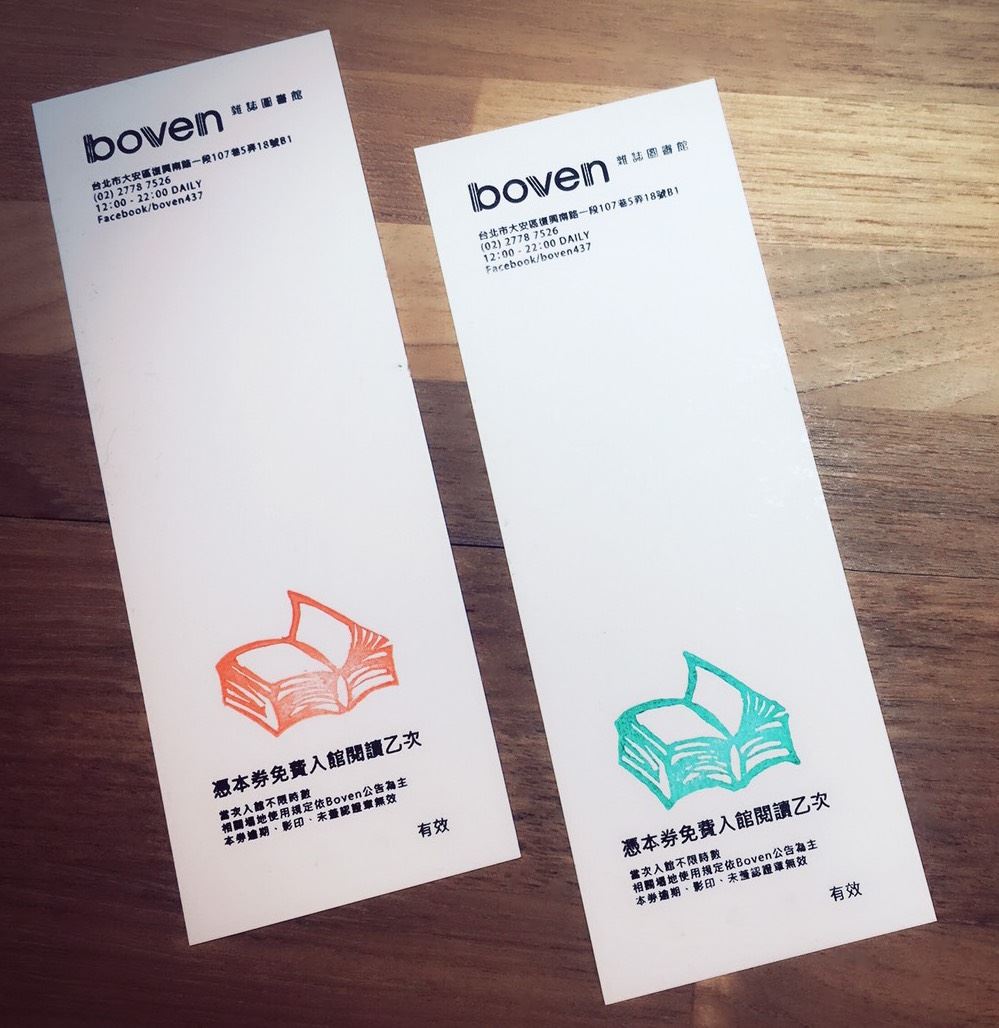 boven 雜誌圖書館
台北市大安區復興南路一段107巷5弄18號B1
(02) 2778 7526
12:00 - 22:00 DAILY
Facebook/boven437
憑本券免費入館閱讀乙次
當次入館不限時數
相關場地使用規定依Boven公告為主
本券逾期、影印、未蓋認證章無效
有效
boven 雜誌圖書館
台北市大安區復興南路一段107巷5弄18號B1
(02) 2778 7526
12:00 - 22:00 DAILY
Facebook/boven437
憑本券免費入館閱讀乙次
當次入館不限時數
相關場地使用規定依Boven公告為主
本券逾期、影印、未蓋認證章無效
有效